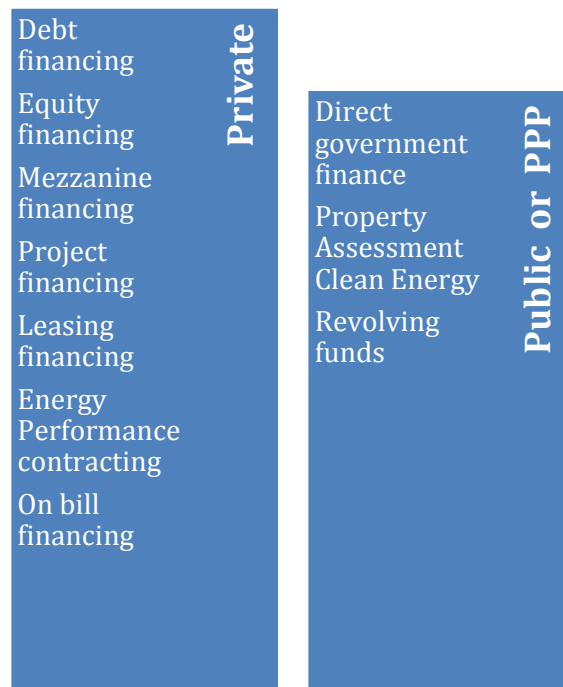 Private
Debt
financing
Equity
financing
Mezzanine
financing
Project
financing
Leasing
financing
Energy
Performance
contracting
On bill
financing
Public or PPP
Direct
government
finance
Property
Assessment
Clean Energy
Revolving
funds